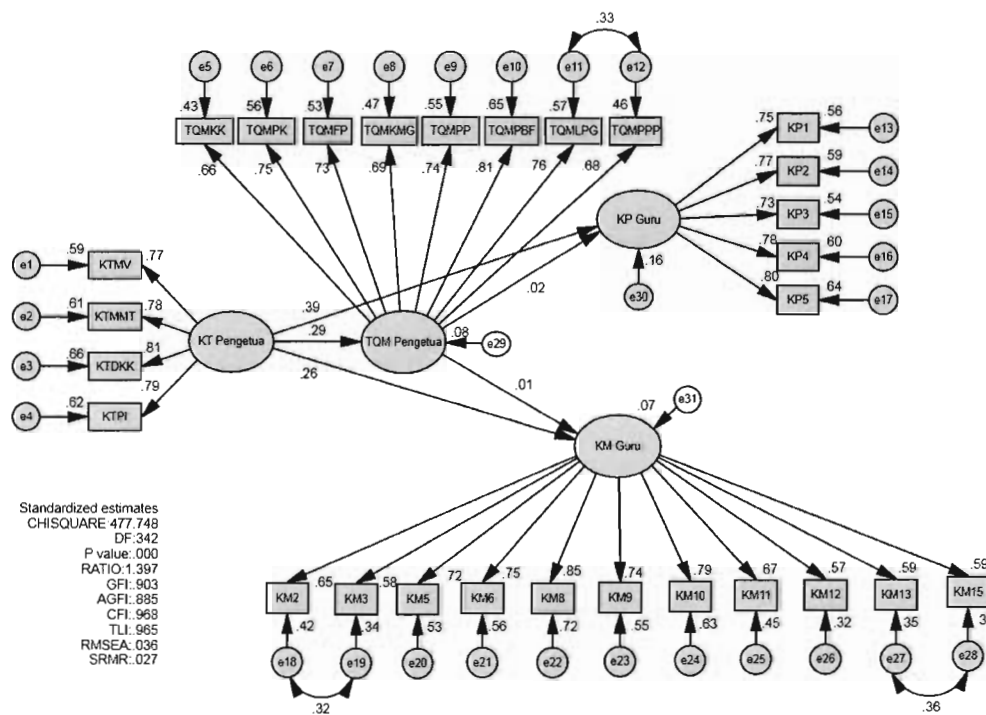 .33
e5 e6 e7 e8 e9 e10 e11 e12
.43 .56 .53 .47 .55 .65 .57 .46
TQMKK TQMPK TQMFP TQMKMG TQMPP TQMPBF TQMLPG TQMPPP
.66 .75 .73 .69 .74 .81 .76 .68
.75 KP1 .56 e13
.77 KP2 .59 e14
.73 KP3 .54 e15
.78 KP4 .60 e16
.80 KP5 .64 e17
KP Guru
.16
e30
e1 .59 KTMV .77
e2 .61 KTMNT .78
e3 .66 KTDKK .81
e4 .62 KTPI .79
KT Pengetua
.39
.29
.26
TQM Pengetua
.08 e29
.02
.01
e31
.07
KM Guru
Standardized estimates
CHISQUARE:477.748
DF:342
P value:.000
RATIO:1.397
GFI:.903
AGFI:.885
CFI:.968
TLI:.965
RMSEA:.036
SRMR:.027
.65 .58 .72 .75 .85 .74 .79 .67 .57 .59 .59
KM2 KM3 KM5 KM6 KM8 KM9 KM10 KM11 KM12 KM13 KM15
.42 .34 .53 .56 .72 .55 .63 .45 .32 .35
e18 e19 e20 e21 e22 e23 e24 e25 e26 e27 e28
.32 .36